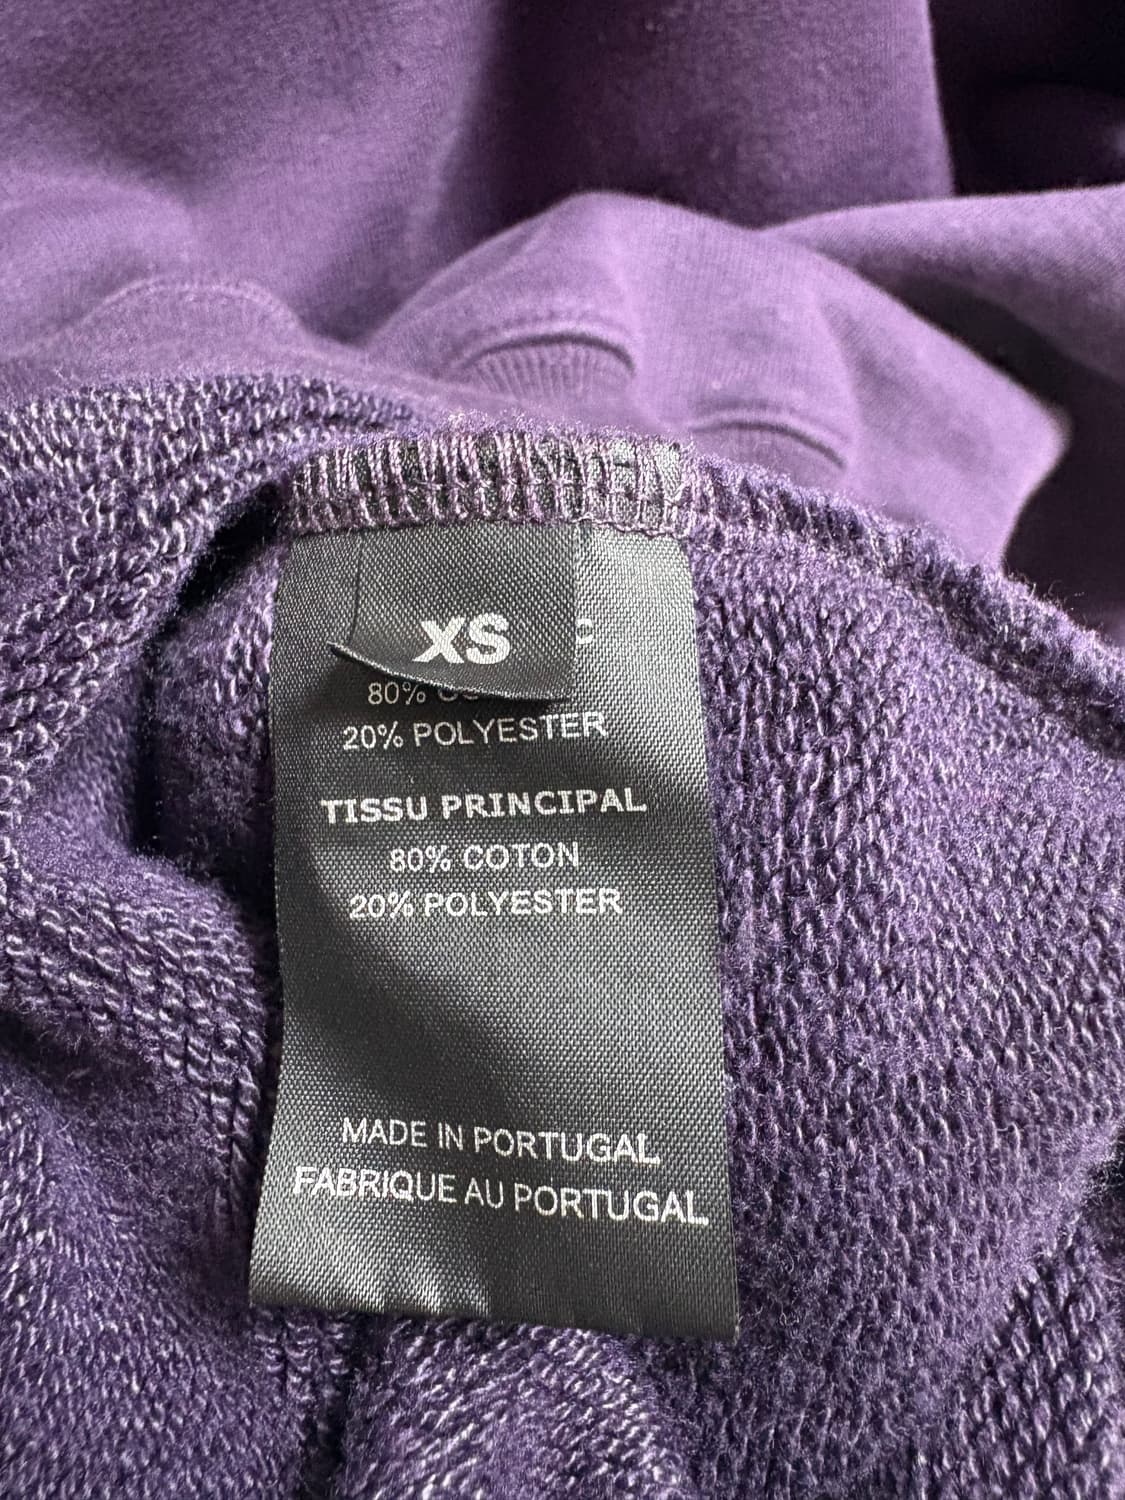 XS
80%
20% POLYESTER
TISSU PRINCIPAL
80% COTON
20% POLYESTER
MADE IN PORTUGAL
FABRIQUE AU PORTUGAL